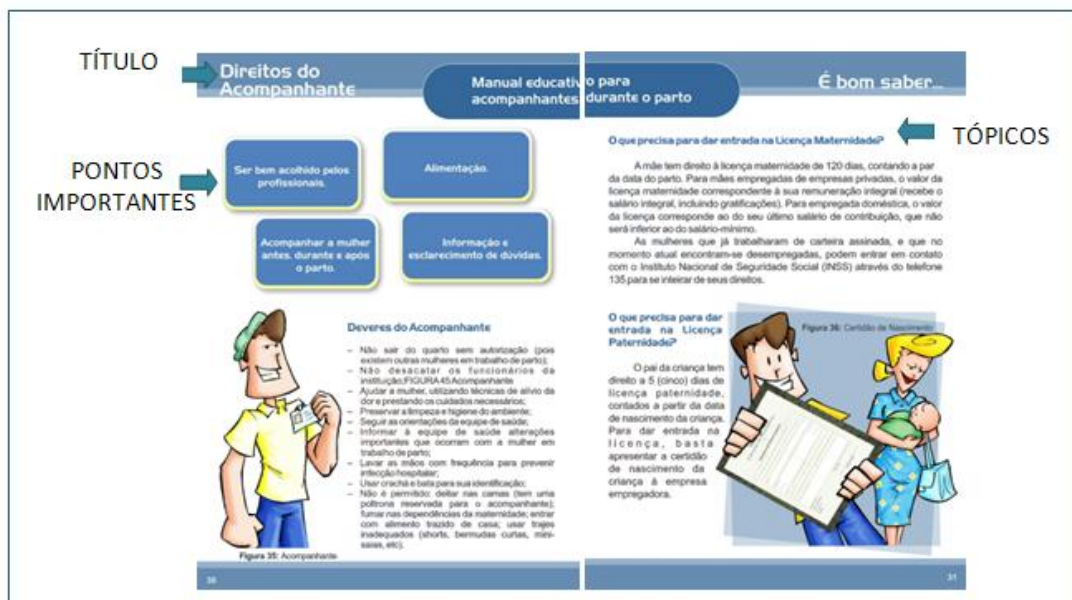 TÍTULO
Direitos do
Acompanhante
Manual educativo para
acompanhantes, durante o parto
É bom saber...
PONTOS
IMPORTANTES
Ser bem acolhido pelos
profissionais.
Alimentação.
Acompanhar a mulher
antes, durante e após
o parto.
Informação e
esclarecimento de dúvidas.
Deveres do Acompanhante
– Não sair do quarto sem autorização (pois
existem outras mulheres em trabalho de parto);
– Não desacatar os funcionários da
instituição;FIGURA 45 Acompanhante
– Ajudar a mulher, utilizando técnicas de alívio da
dor e prestando os cuidados necessários;
– Preservar a limpeza e higiene do ambiente;
– Seguir as orientações da equipe de saúde;
– Informar à equipe de saúde alterações
importantes que ocorram com a mulher em
trabalho de parto;
– Lavar as mãos com frequência para prevenir
infecção hospitalar;
– Usar crachá e bata para sua identificação;
– Não é permitido: deitar nas camas (tem uma
poltrona reservada para o acompanhante);
fumar nas dependências da maternidade; entrar
com alimento trazido de casa; usar trajes
inadequados (shorts, bermudas curtas, mini-
saias, etc).
Figura 35: Acompanhante
30
TÓPICOS
O que precisa para dar entrada na Licença Maternidade?
A mãe tem direito à licença maternidade de 120 dias, contando a par
da data do parto. Para mães empregadas de empresas privadas, o valor da
licença maternidade correspondente à sua remuneração integral (recebe o
salário integral, incluindo gratificações). Para empregada doméstica, o valor
da licença corresponde ao do seu último salário de contribuição, que não
será inferior ao do salário-mínimo.
As mulheres que já trabalharam de carteira assinada, e que no
momento atual encontram-se desempregadas, podem entrar em contato
com o Instituto Nacional de Seguridade Social (INSS) através do telefone
135 para se inteirar de seus direitos.
O que precisa para dar
entrada na Licença
Paternidade?
O pai da criança tem
direito a 5 (cinco) dias de
licença paternidade,
contados a partir da data
de nascimento da criança.
Para dar entrada na
licença, basta
apresentar a certidão
de nascimento da
criança à empresa
empregadora.
Figura 36: Certidão de Nascimento
31